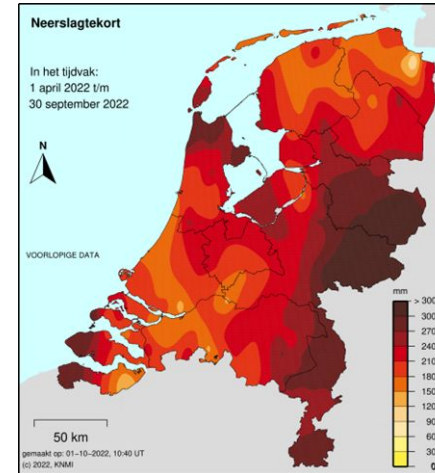 Neerslagtekort
In het tijdvak:
1 april 2022 t/m
30 september 2022
N
VOORLOPIGE DATA
mm
> 300
300
270
240
210
180
150
120
90
60
30
0
50 km
gemaakt op: 01-10-2022, 10:40 UT
(c) 2022, KNMI